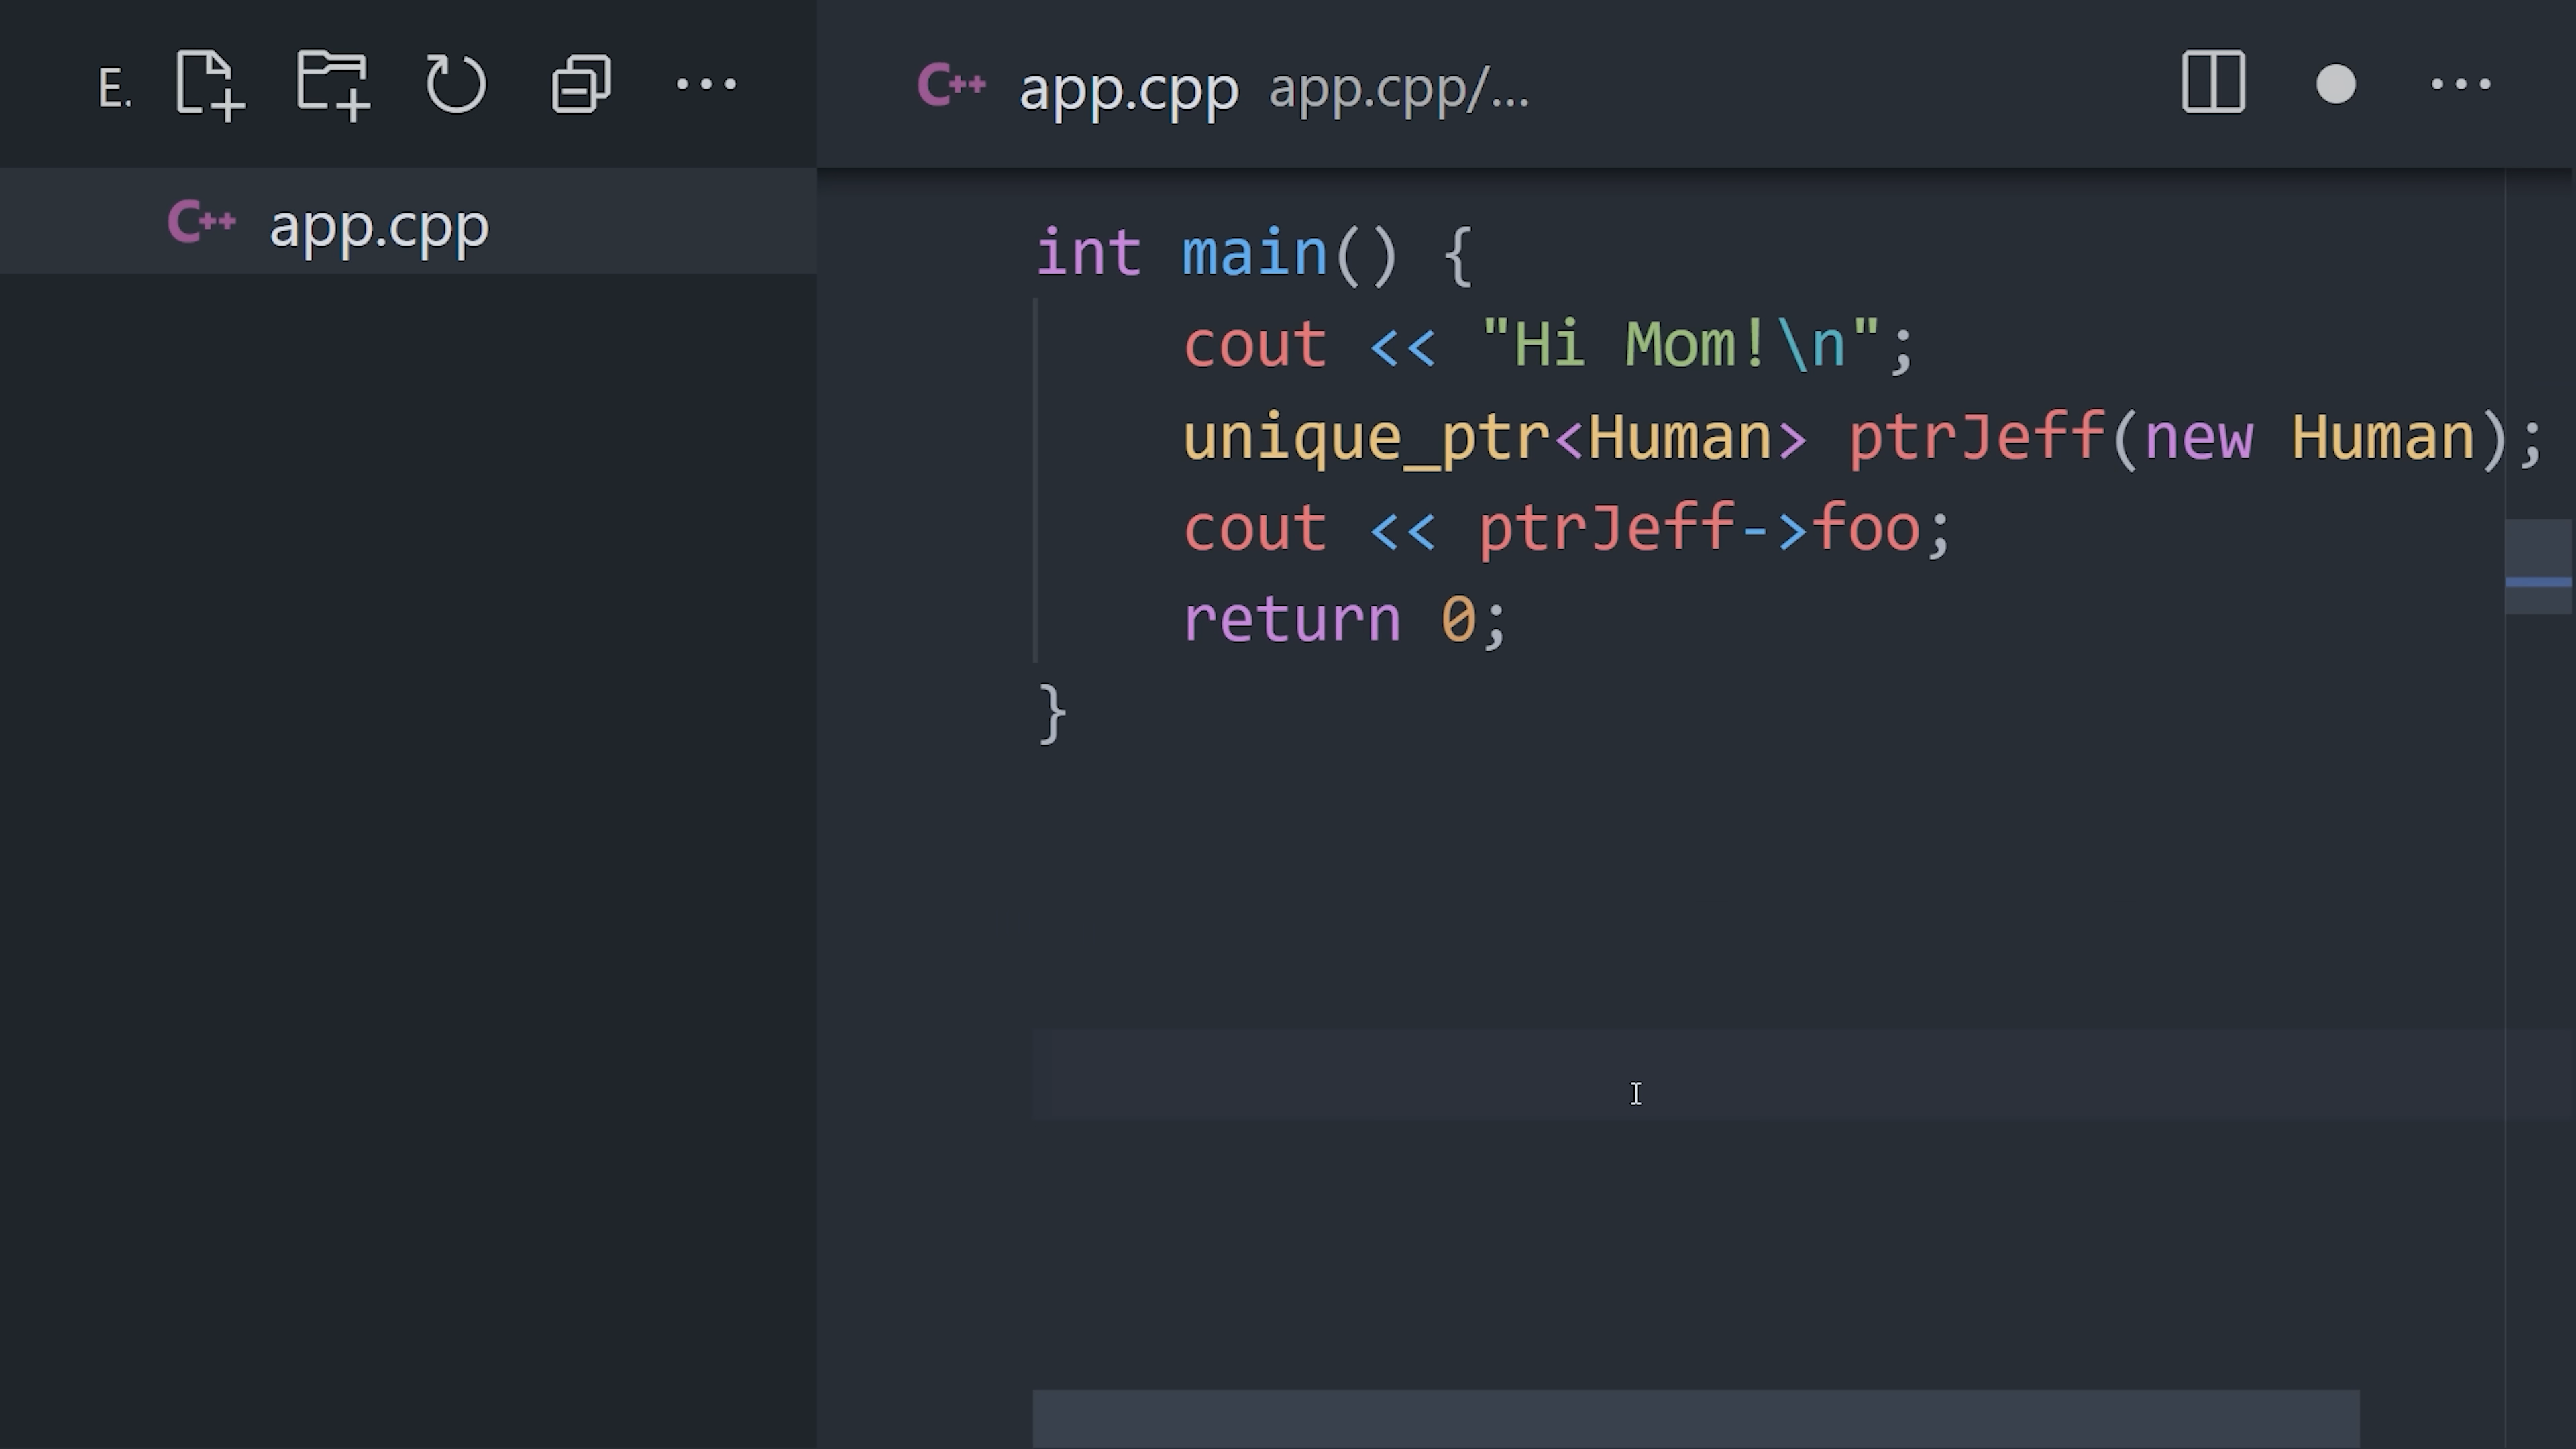 E.
C++ app.cpp app.cpp/...
C++ app.cpp
int main() {
cout << "Hi Mom!\n";
unique_ptr<Human> ptrJeff(new Human);
cout << ptrJeff->foo;
return 0;
}